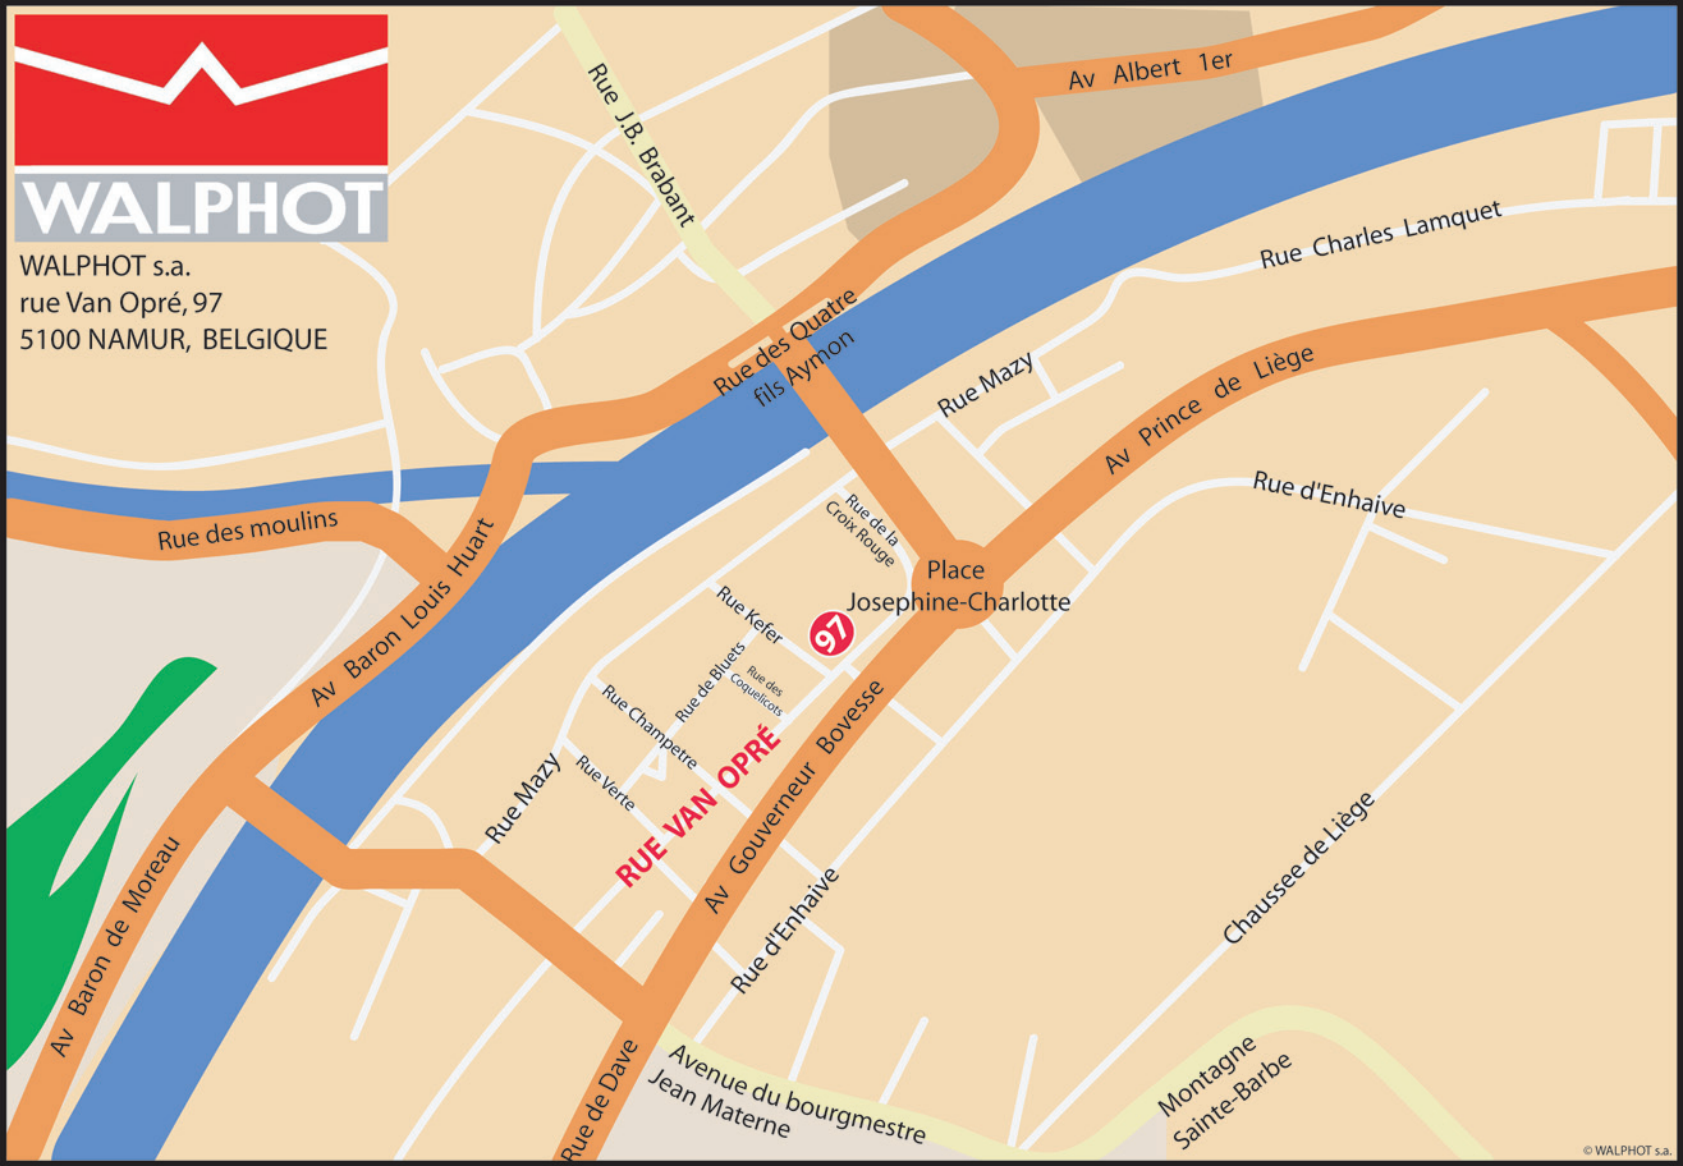 WALPHOT
WALPHOT s.a.
rue Van Opré, 97
5100 NAMUR, BELGIQUE
Rue J.B. Brabant
Av Albert 1er
Rue Charles Lamquet
Rue des Quatre
fils Aymon
Rue Mazy
Av Prince de Liège
Rue d'Enhaive
Rue des moulins
Av Baron Louis Huart
Rue de la
Croix Rouge
Place
Josephine-Charlotte
97
Rue Kefer
Rue de Bluets
Rue des
Coquelicots
Rue Champetre
Rue Verte
Rue Mazy
RUE VAN OPRÉ
Av Gouverneur Bovesse
Rue d'Enhaive
Chaussee de Liège
Av Baron de Moreau
Rue de Dave
Avenue du bourgmestre
Jean Materne
Montagne
Sainte-Barbe
© WALPHOT s.a.